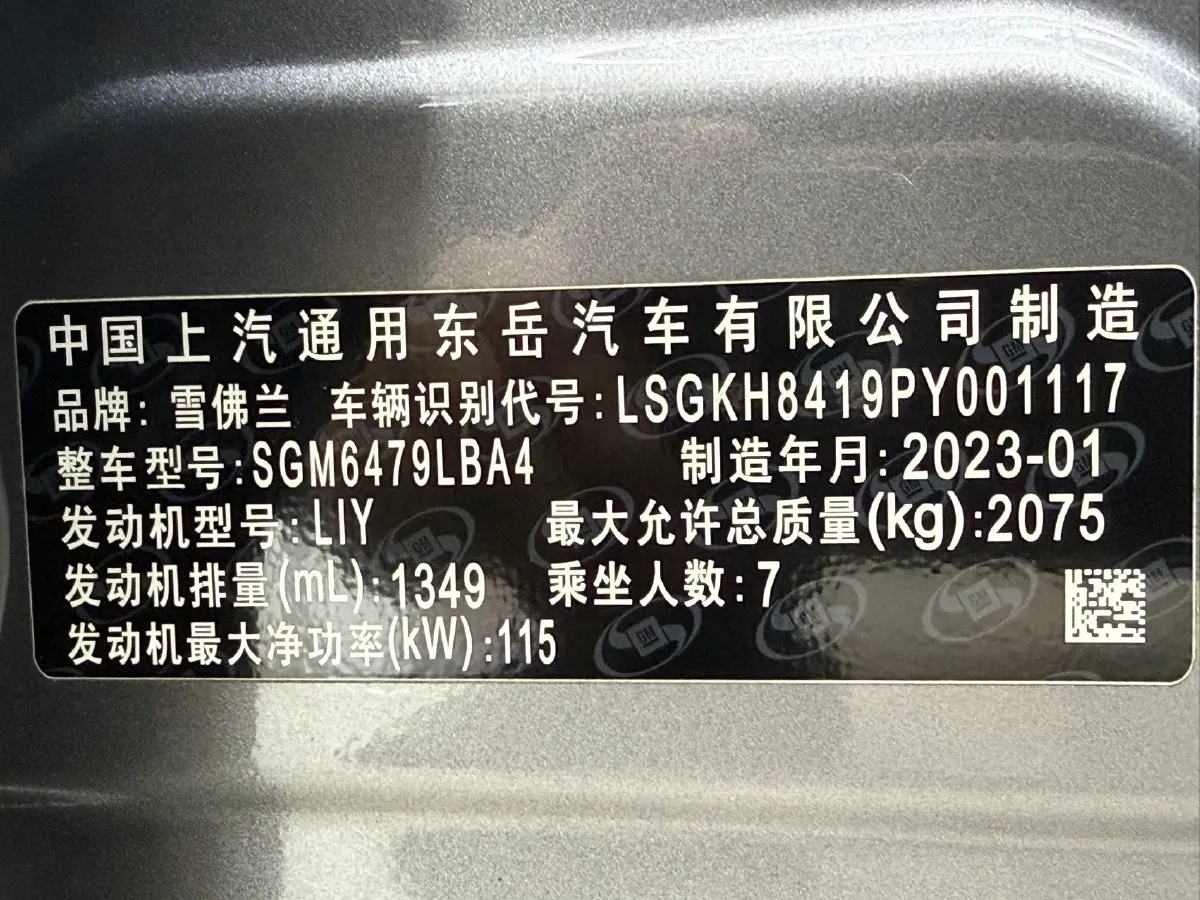 中国上汽通用东岳汽车有限公司制造
品牌: 雪佛兰 车辆识别代号:LSGKH8419PY001117
整车型号:SGM6479LBA4 制造年月:2023-01
发动机型号:LIY 最大允许总质量(kg):2075
发动机排量(mL):1349 乘坐人数:7
发动机最大净功率(kW):115